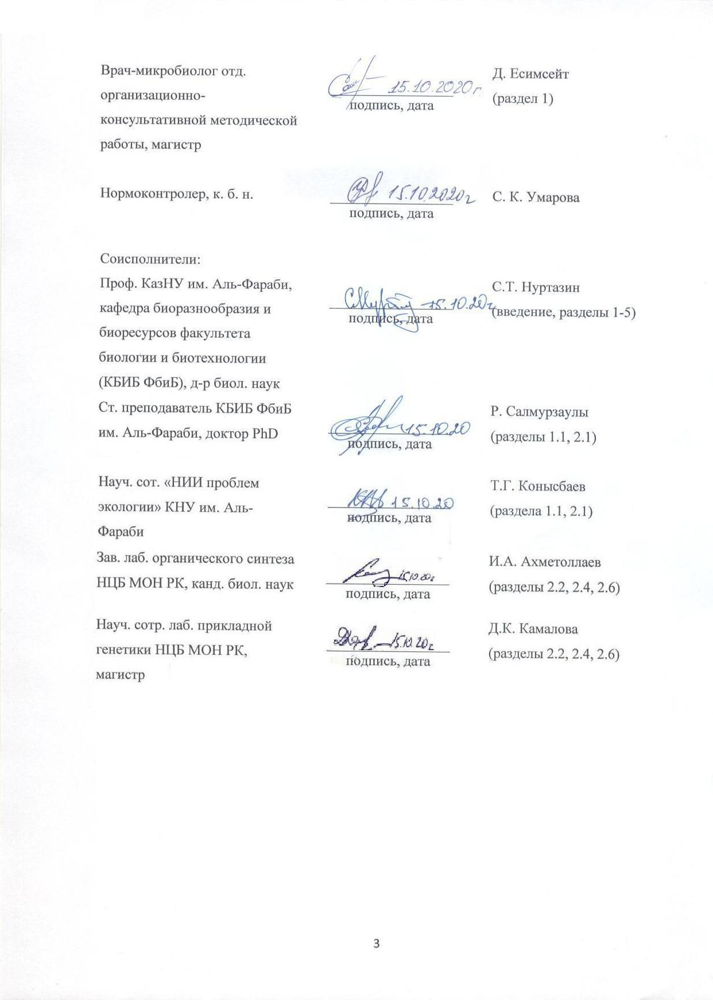 Врач-микробиолог отд.
организационно-
консультативной методической
работы, магистр
15.10.2020г
подпись, дата
Д. Есимсейт
(раздел 1)
Нормоконтролер, к. б. н.
15.10.2020г
подпись, дата
С. К. Умарова
Соисполнители:
Проф. КазНУ им. Аль-Фараби,
кафедра биоразнообразия и
биоресурсов факультета
биологии и биотехнологии
(КБИБ ФбиБ), д-р биол. наук
15.10.20г
подпись, дата
С.Т. Нуртазин
(введение, разделы 1-5)
Ст. преподаватель КБИБ ФбиБ
им. Аль-Фараби, доктор PhD
15.10.20
подпись, дата
Р. Салмурзаулы
(разделы 1.1, 2.1)
Науч. сот. «НИИ проблем
экологии» КНУ им. Аль-
Фараби
15.10.20
подпись, дата
Т.Г. Конысбаев
(раздела 1.1, 2.1)
Зав. лаб. органического синтеза
НЦБ МОН РК, канд. биол. наук
15.10.20г
подпись, дата
И.А. Ахметоллаев
(разделы 2.2, 2.4, 2.6)
Науч. сотр. лаб. прикладной
генетики НЦБ МОН РК,
магистр
15.10.20г
подпись, дата
Д.К. Камалова
(разделы 2.2, 2.4, 2.6)
3